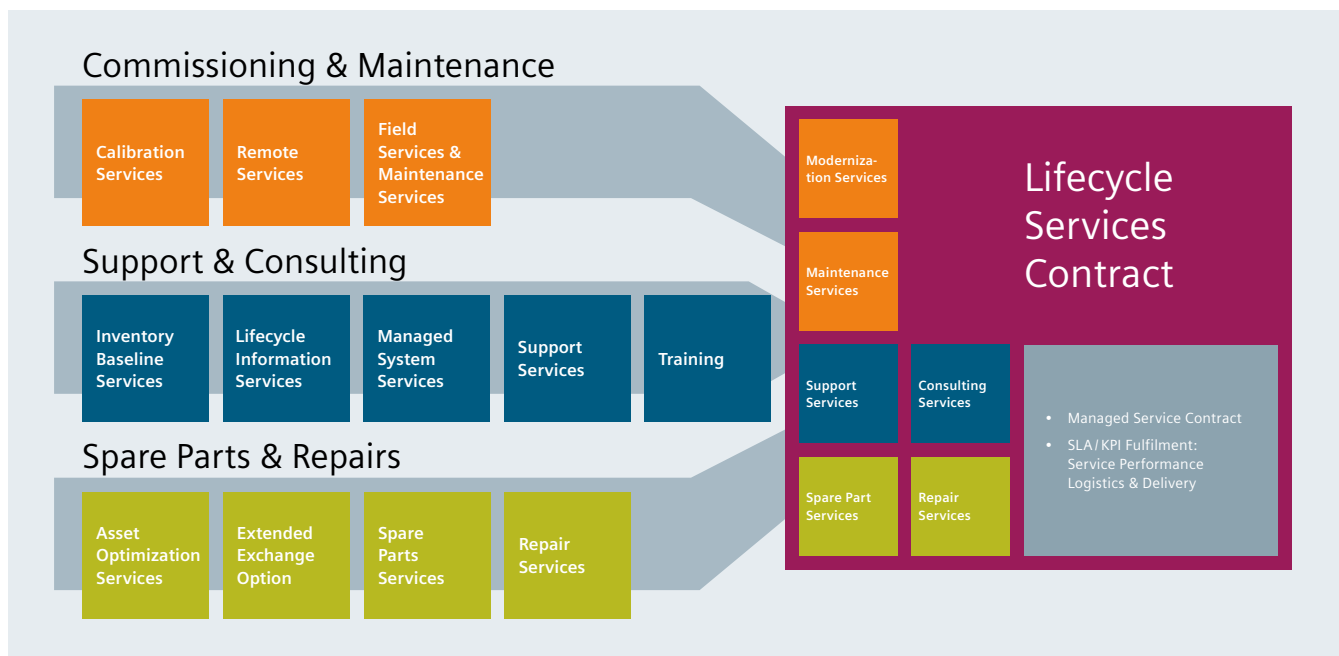 Commissioning & Maintenance
Calibration
Services
Remote
Services
Field
Services &
Maintenance
Services
Support & Consulting
Inventory
Baseline
Services
Lifecycle
Information
Services
Managed
System
Services
Support
Services
Training
Spare Parts & Repairs
Asset
Optimization
Services
Extended
Exchange
Option
Spare
Parts
Services
Repair
Services
Lifecycle
Services
Contract
Moderniza-
tion Services
Maintenance
Services
Support
Services
Consulting
Services
Spare Part
Services
Repair
Services
• Managed Service Contract
• SLA/KPI Fulfilment:
Service Performance
Logistics & Delivery